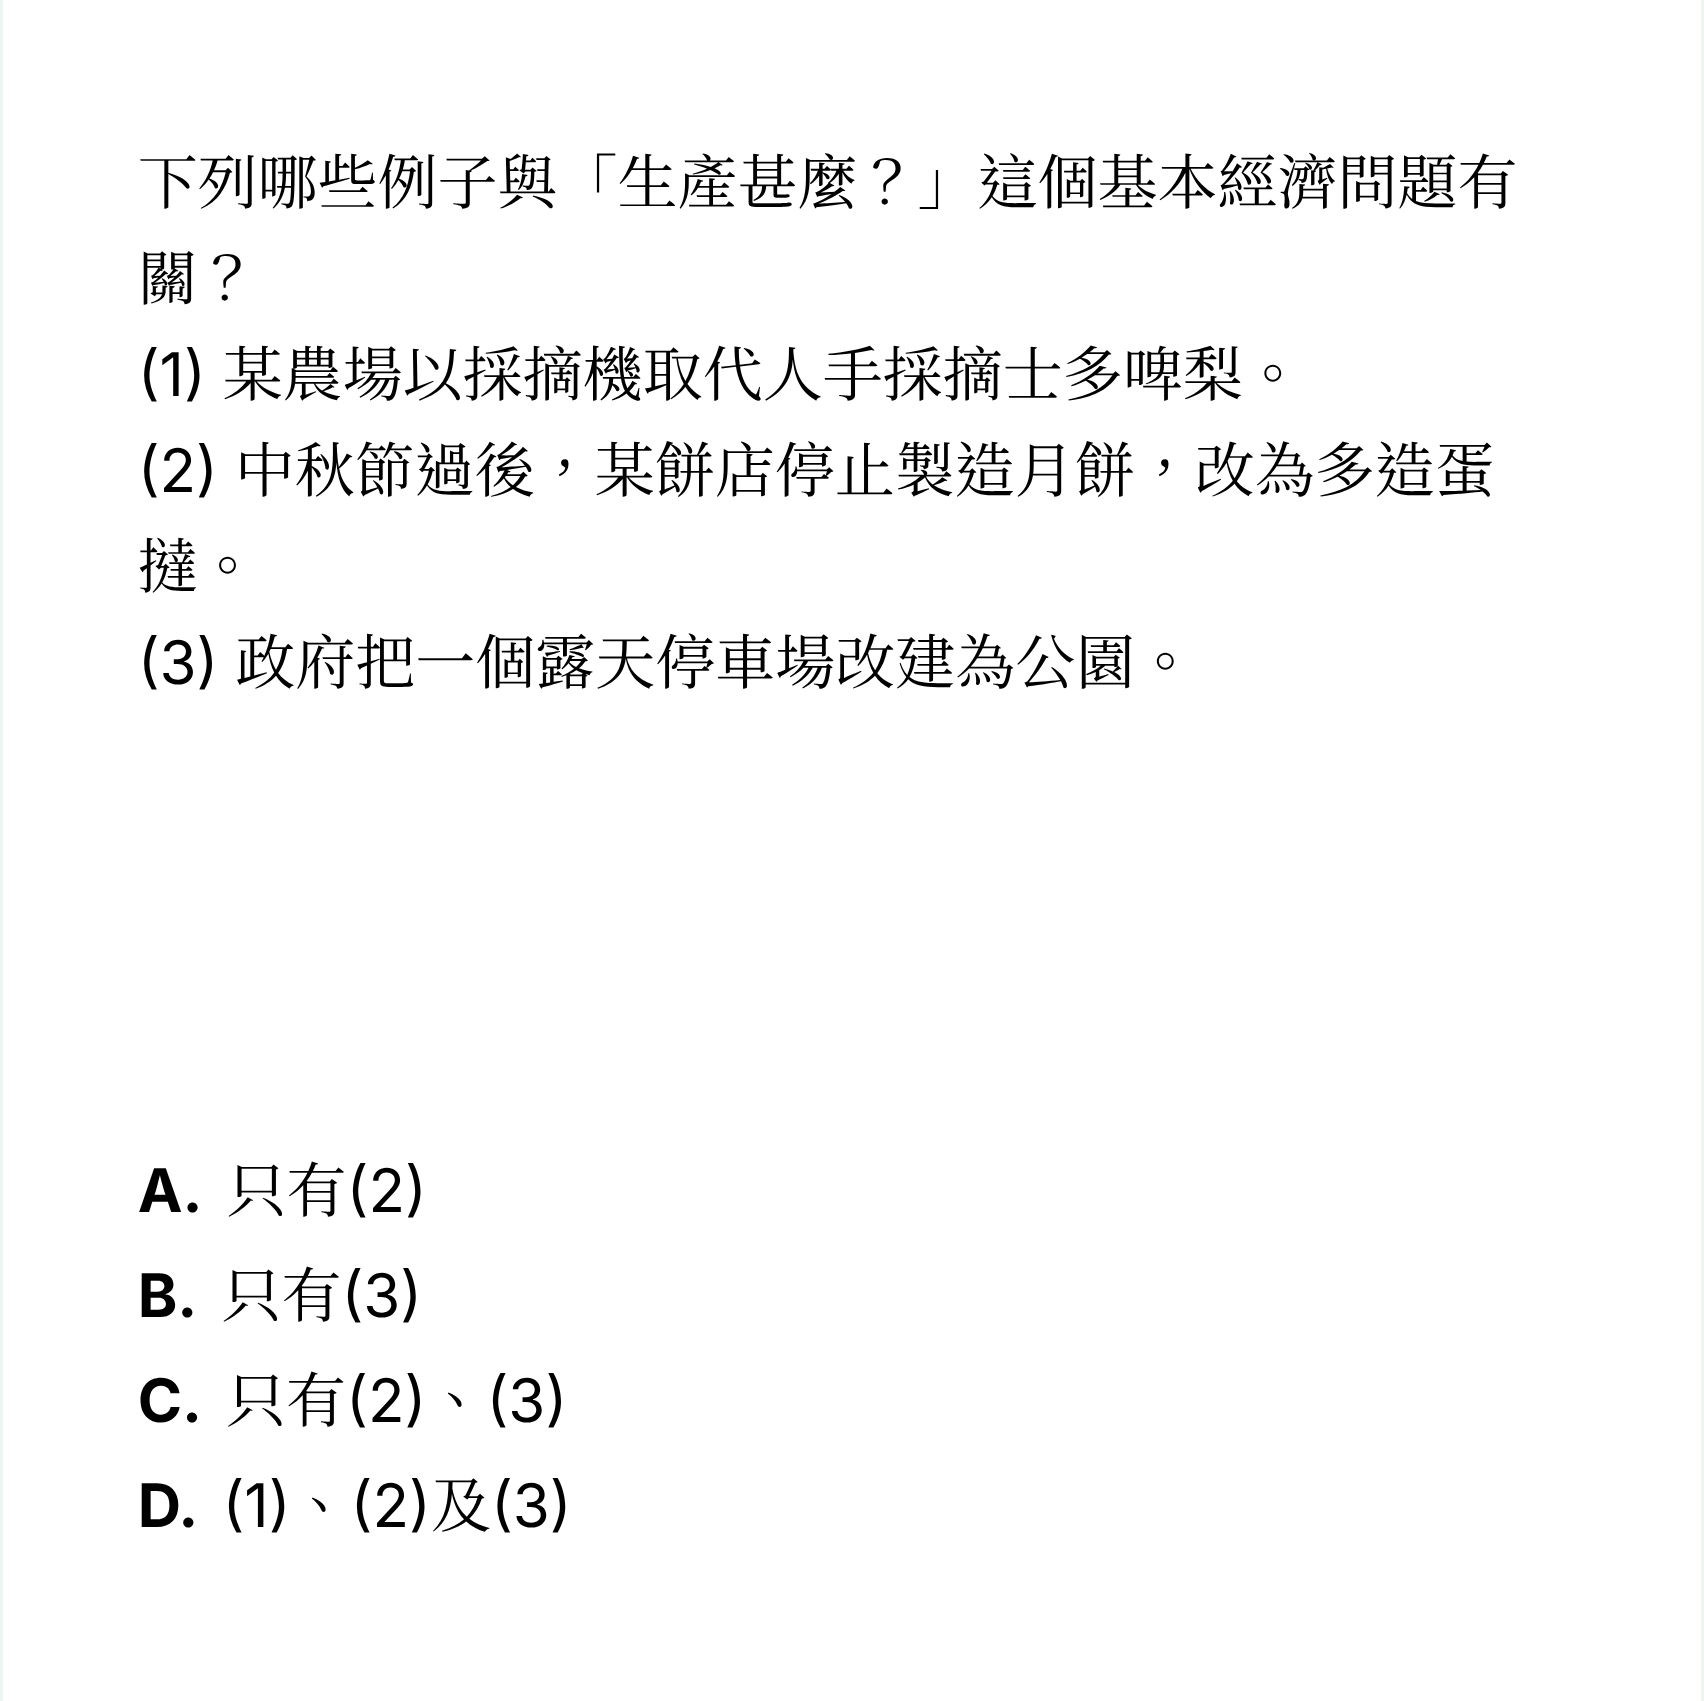 下列哪些例子與「生產甚麼？」這個基本經濟問題有
關？
(1) 某農場以採摘機取代人手採摘士多啤梨。
(2) 中秋節過後，某餅店停止製造月餅，改為多造蛋
撻。
(3) 政府把一個露天停車場改建為公園。
A. 只有(2)
B. 只有(3)
C. 只有(2)、(3)
D. (1)、(2)及(3)